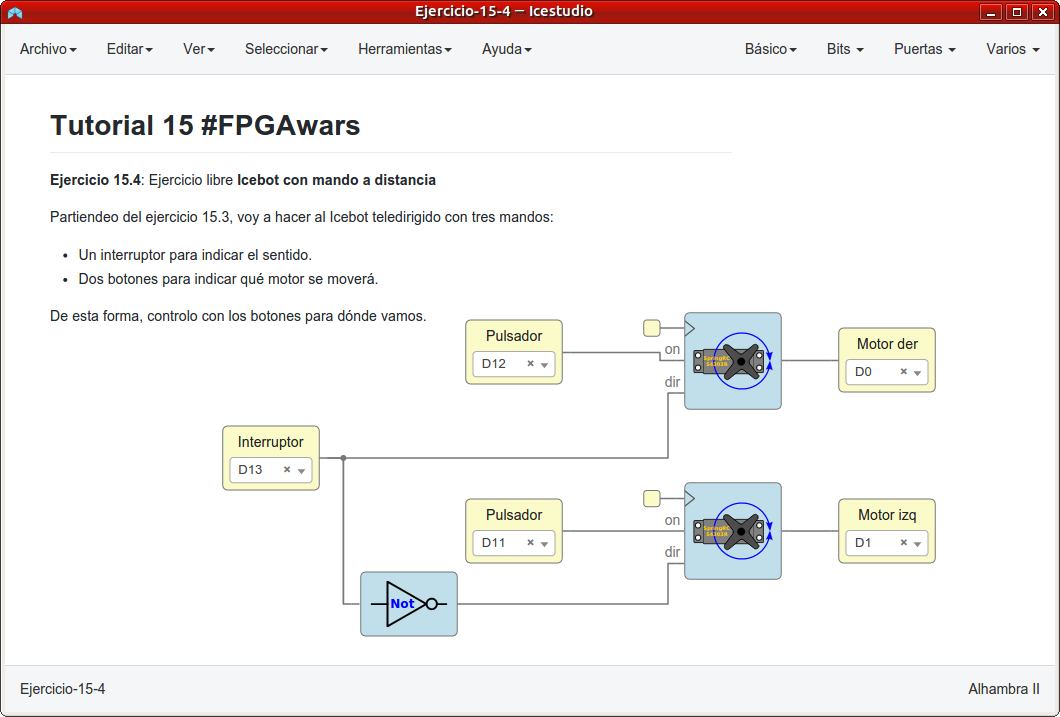 Ejercicio-15-4 — Icestudio
Archivo Editar Ver Seleccionar Herramientas Ayuda Básico Bits Puertas Varios
Tutorial 15 #FPGAwars
Ejercicio 15.4: Ejercicio libre Icebot con mando a distancia
Partiendeo del ejercicio 15.3, voy a hacer al Icebot teledirigido con tres mandos:
• Un interruptor para indicar el sentido.
• Dos botones para indicar qué motor se moverá.
De esta forma, controlo con los botones para dónde vamos.
Pulsador
D12
on
dir
SpringRC
Motor der
D0
Interruptor
D13
Pulsador
D11
on
dir
SpringRC
Motor izq
D1
Not
Ejercicio-15-4
Alhambra II